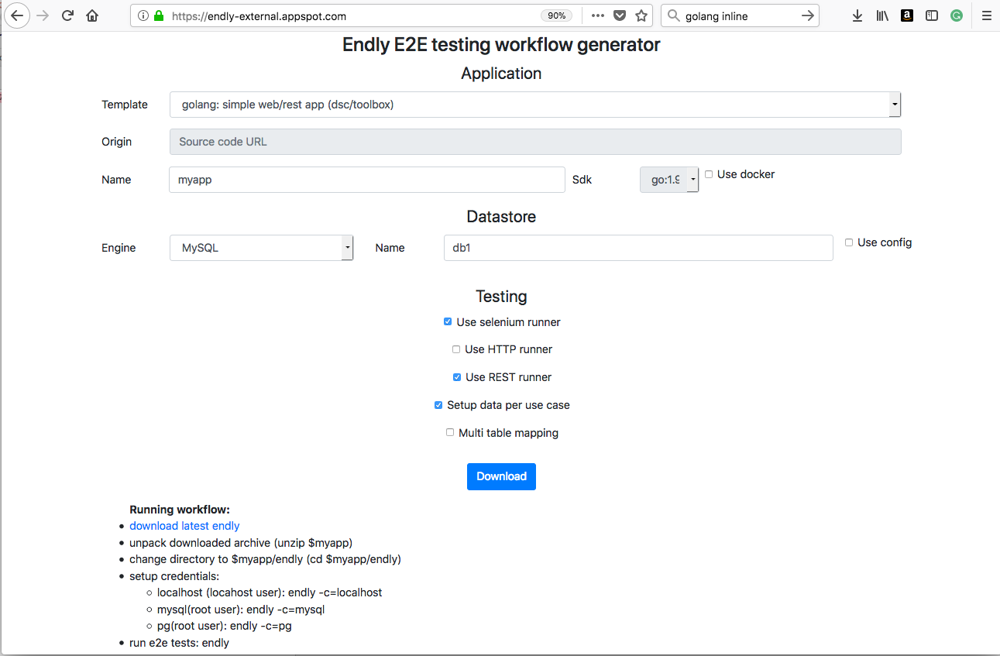 https://endly-external.appspot.com 90% golang inline
Endly E2E testing workflow generator
Application
Template golang: simple web/rest app (dsc/toolbox)
Origin Source code URL
Name myapp Sdk go:1.9 Use docker
Datastore
Engine MySQL Name db1 Use config
Testing
Use selenium runner
Use HTTP runner
Use REST runner
Setup data per use case
Multi table mapping
Download
Running workflow:
• download latest endly
• unpack downloaded archive (unzip $myapp)
• change directory to $myapp/endly (cd $myapp/endly)
• setup credentials:
○ localhost (locahost user): endly -c=localhost
○ mysql(root user): endly -c=mysql
○ pg(root user): endly -c=pg
• run e2e tests: endly